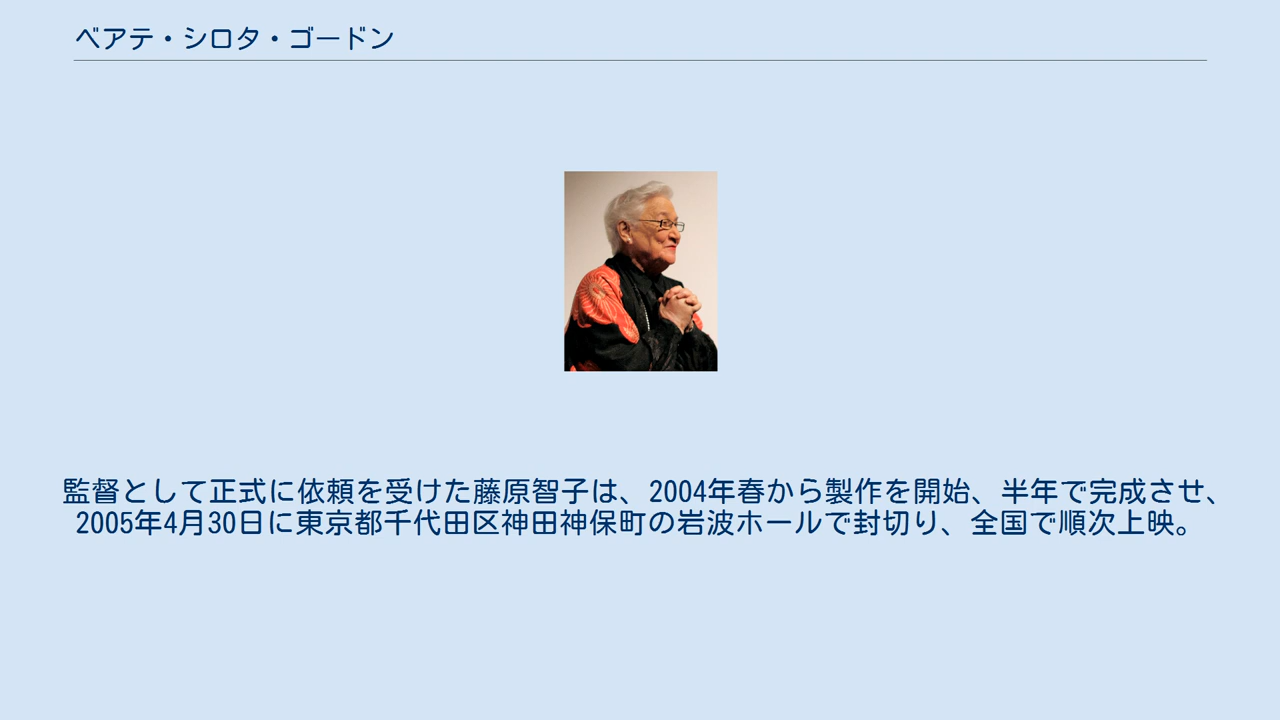 ベアテ・シロタ・ゴードン
監督として正式に依頼を受けた藤原智子は、2004年春から製作を開始、半年で完成させ、
2005年4月30日に東京都千代田区神田神保町の岩波ホールで封切り、全国で順次上映。